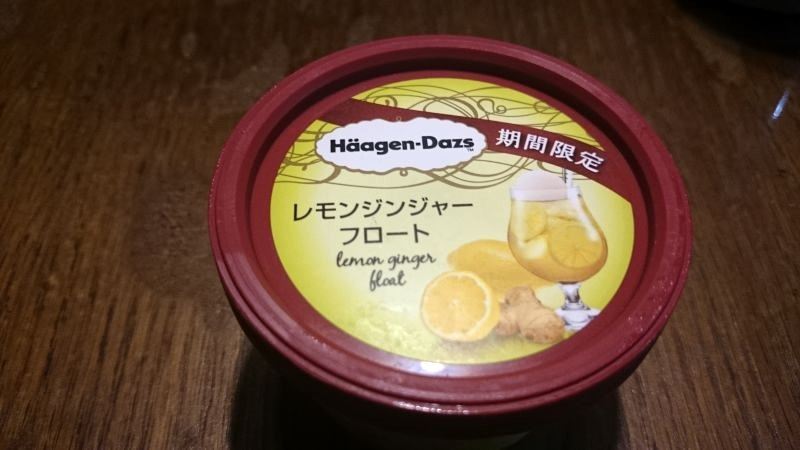 Häagen-Dazs™
期間限定
レモンジンジャー
フロート
lemon ginger
float